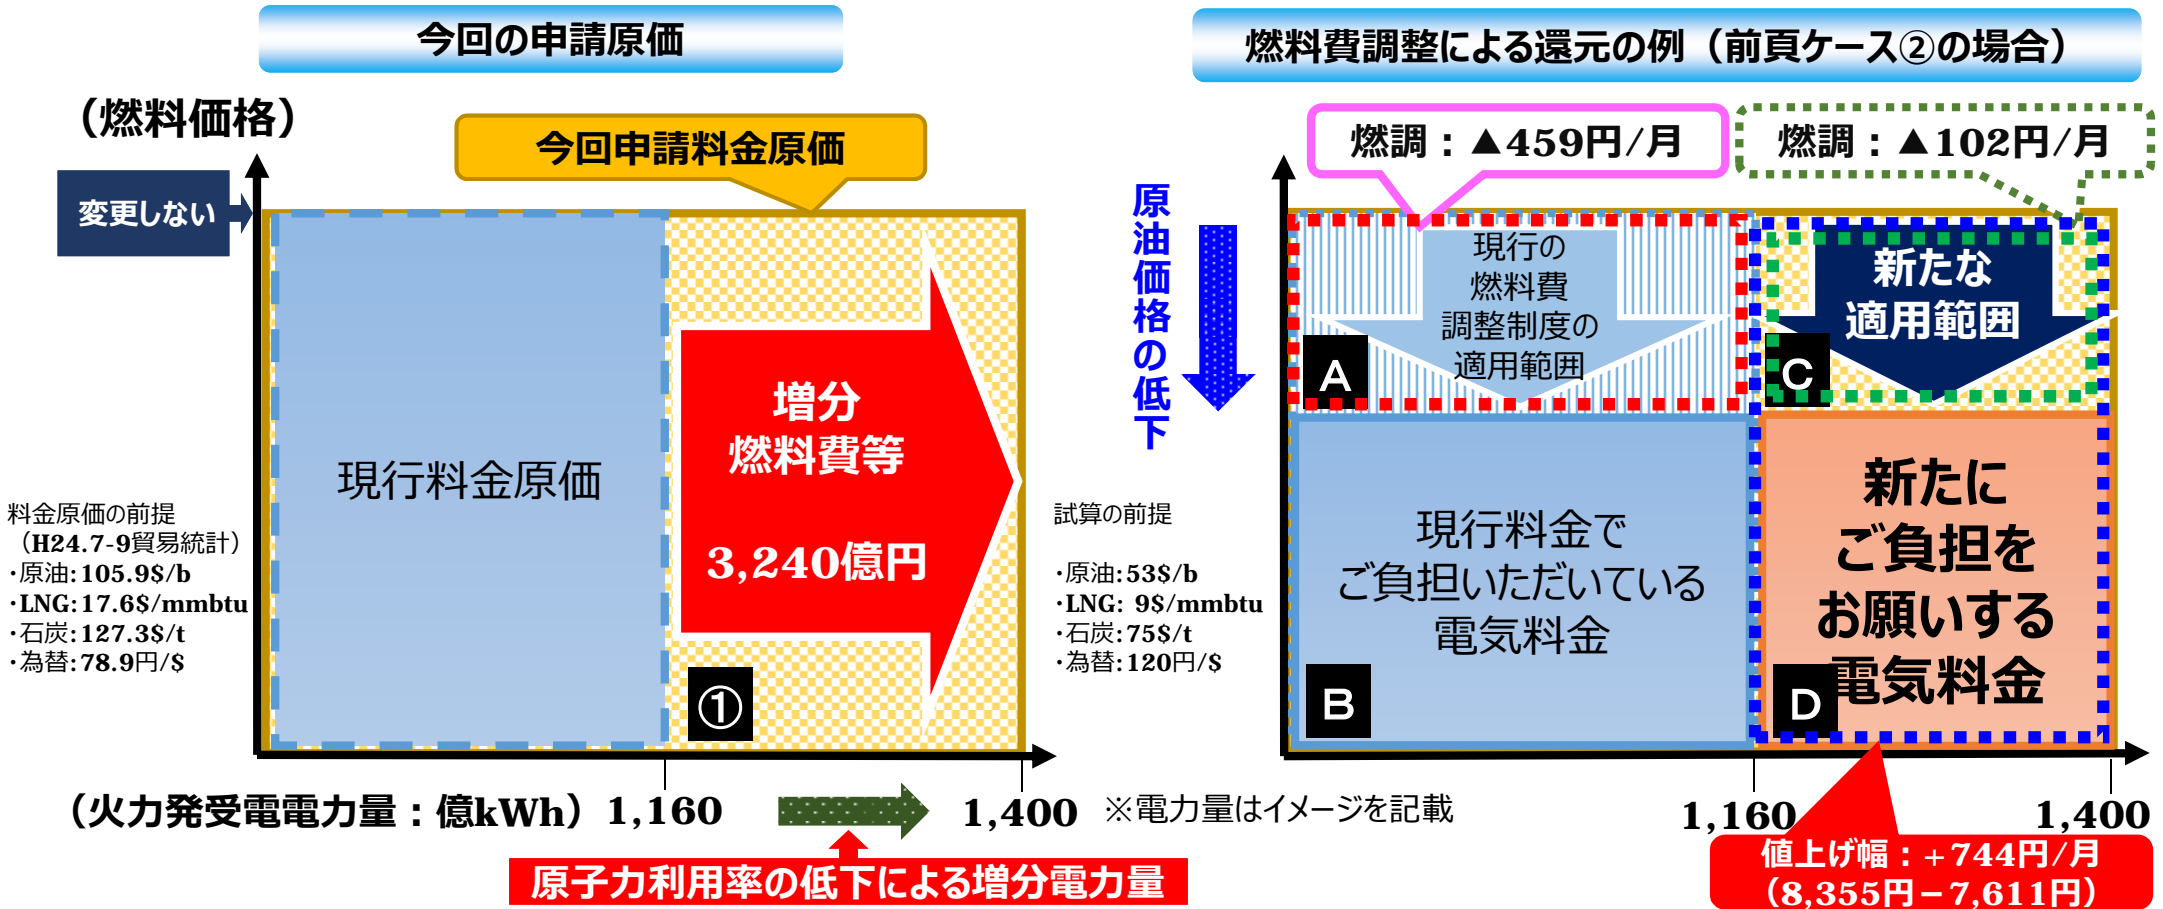 今回の申請原価
（燃料価格）
変更しない
今回申請料金原価
現行料金原価
増分
燃料費等
3,240億円
①
料金原価の前提
（H24.7-9貿易統計）
・原油：105.9$/b
・LNG：17.6$/mmbtu
・石炭：127.3$/t
・為替：78.9円/$
（火力発受電電力量：億kWh）
1,160
1,400
※電力量はイメージを記載
原子力利用率の低下による増分電力量
燃料費調整による還元の例（前頁ケース②の場合）
燃調：▲459円/月
燃調：▲102円/月
原油価格の低下
現行の
燃料費
調整制度の
適用範囲
A
新たな
適用範囲
C
試算の前提
・原油：53$/b
・LNG： 9$/mmbtu
・石炭：75$/t
・為替：120円/$
現行料金で
ご負担いただいている
電気料金
B
新たに
ご負担を
お願いする
電気料金
D
1,160
1,400
値上げ幅：+744円/月
（8,355円－7,611円）